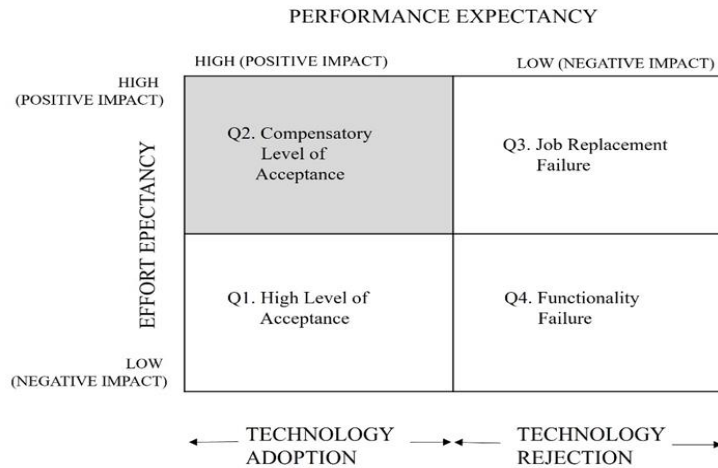 PERFORMANCE EXPECTANCY
HIGH (POSITIVE IMPACT)
LOW (NEGATIVE IMPACT)
HIGH
(POSITIVE IMPACT)
EFFORT EPECTANCY
LOW
(NEGATIVE IMPACT)
Q2. Compensatory
Level of
Acceptance
Q3. Job Replacement
Failure
Q1. High Level of
Acceptance
Q4. Functionality
Failure
TECHNOLOGY
ADOPTION
TECHNOLOGY
REJECTION